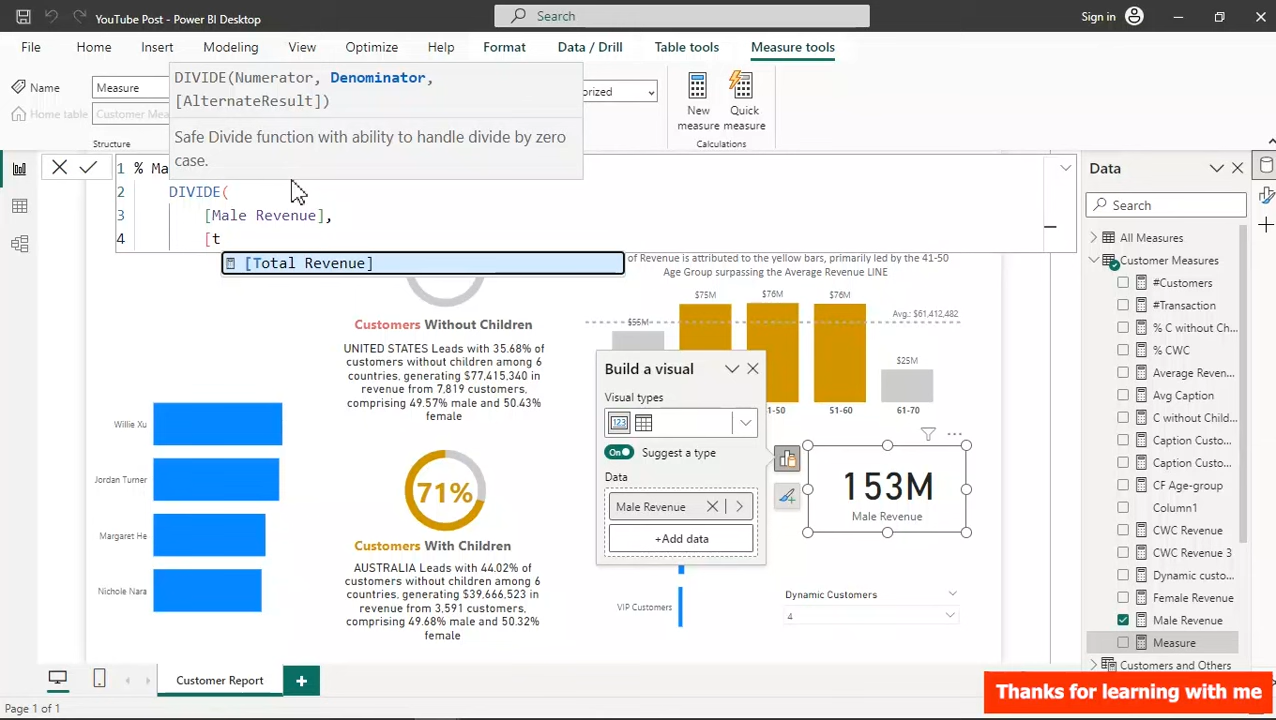 YouTube Post - Power BI Desktop
Search
Sign in
File
Home
Insert
Modeling
View
Optimize
Help
Format
Data / Drill
Table tools
Measure tools
Name
Measure
Home table
Customer Mea
Structure
DIVIDE(Numerator, Denominator,
[AlternateResult])
Safe Divide function with ability to handle divide by zero
case.
orized
New
measure
Quick
measure
Calculations
1 % Ma
2 DIVIDE(
3 [Male Revenue],
4 [t
[Total Revenue]
of Revenue is attributed to the yellow bars, primarily led by the 41-50
Age Group surpassing the Average Revenue LINE
$55M
$75M
$76M
$76M
$25M
Avg.: $61,412,482
1-50
51-60
61-70
Customers Without Children
UNITED STATES Leads with 35.68% of
customers without children among 6
countries, generating $77,415,340 in
revenue from 7,819 customers,
comprising 49.57% male and 50.43%
female
71%
Customers With Children
AUSTRALIA Leads with 44.02% of
customers without children among 6
countries, generating $39,666,523 in
revenue from 3,591 customers,
comprising 49.68% male and 50.32%
female
Willie Xu
Jordan Turner
Margaret He
Nichole Nara
Build a visual
Visual types
123
On
Suggest a type
Data
Male Revenue
+Add data
153M
Male Revenue
VIP Customers
Dynamic Customers
4
Data
Search
All Measures
Customer Measures
#Customers
#Transaction
% C without Ch...
% CWC
Average Reven...
Avg Caption
C without Child...
Caption Custo...
Caption Custo...
CF Age-group
Column1
CWC Revenue
CWC Revenue 3
Dynamic custo...
Female Revenue
Male Revenue
Measure
Customers and Others
Customer Report
Page 1 of 1
Thanks for learning with me